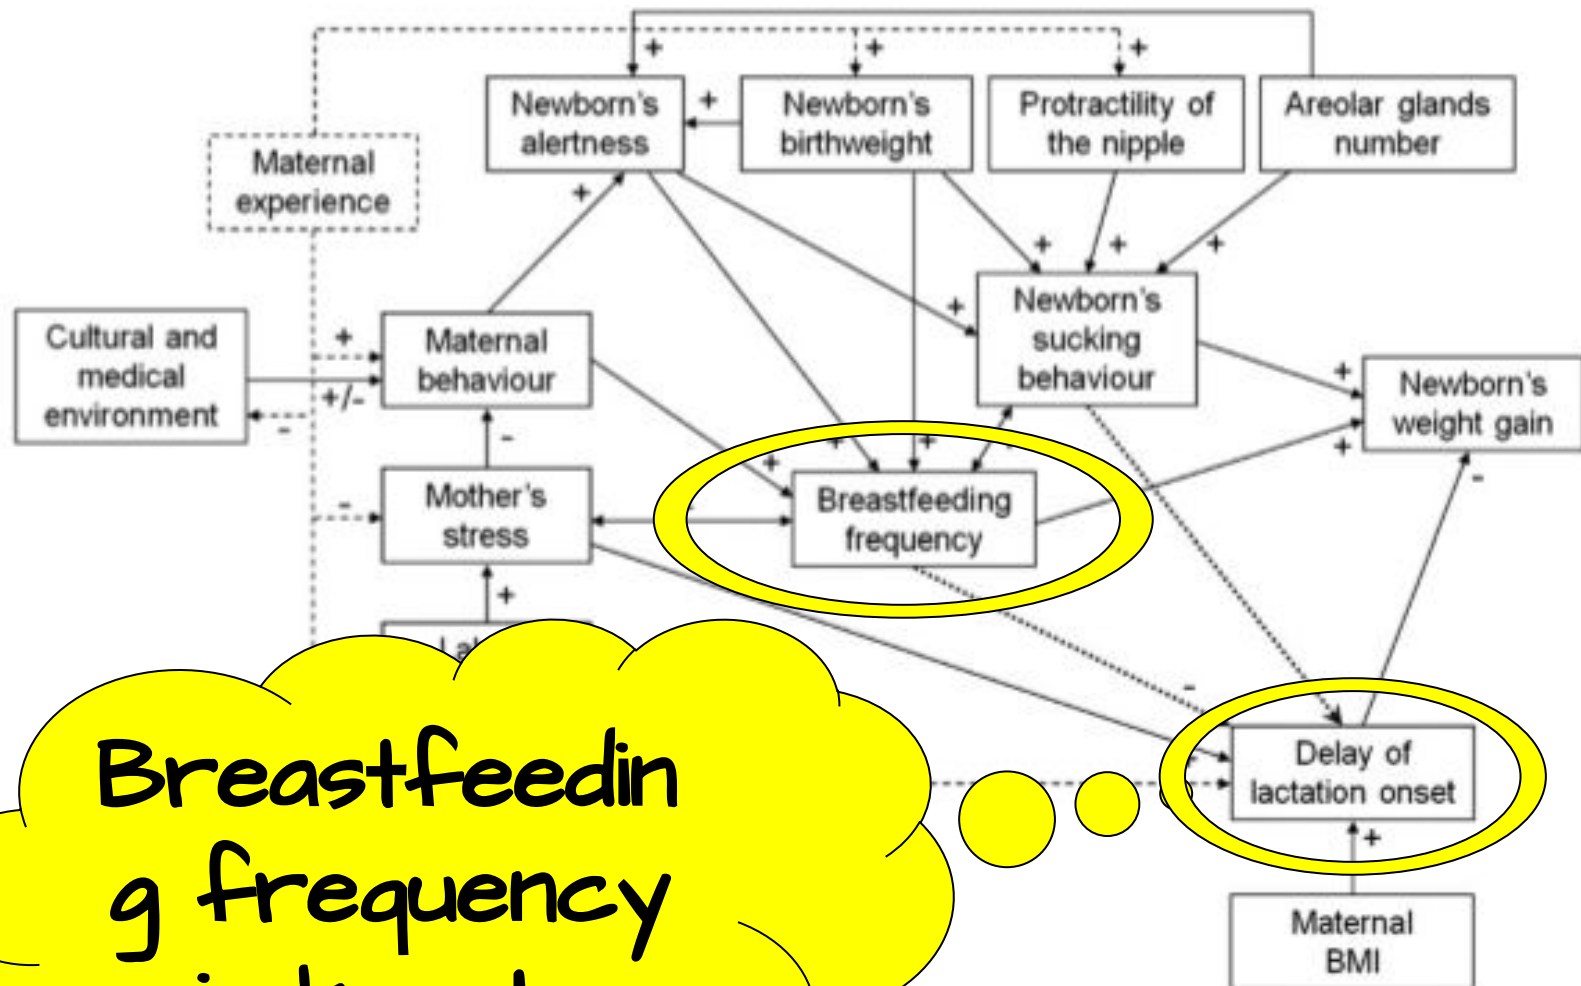 +
+
+
Newborn's
alertness
+
Newborn's
birthweight
Protractility of
the nipple
Areolar glands
number
Maternal
experience
+
+
+
+
Cultural and
medical
environment
+
+/-
-
Maternal
behaviour
+
Newborn's
sucking
behaviour
+
Newborn's
weight gain
+
-
+
+
+
-
-
Mother's
stress
Breastfeeding
frequency
+
-
Delay of
lactation onset
+
Maternal
BMI
Breastfeedin
g frequency